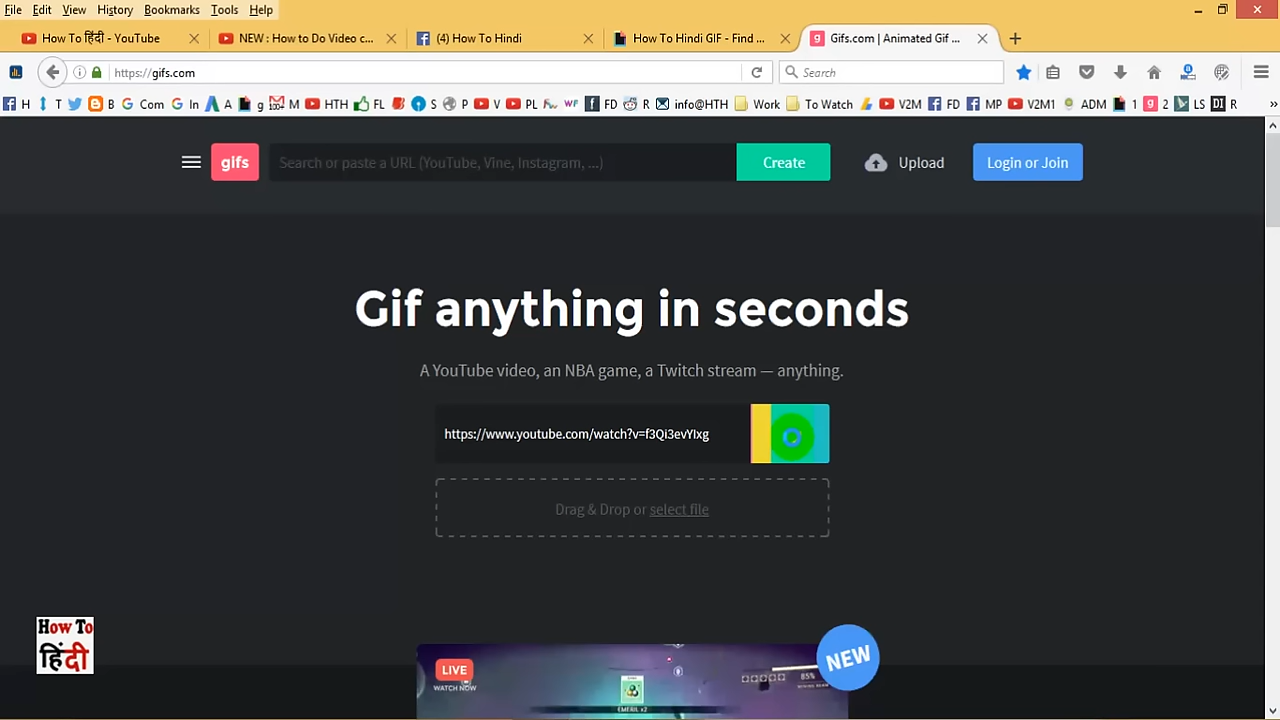 File Edit View History Bookmarks Tools Help
How To हिंदी - YouTube
NEW : How to Do Video c...
(4) How To Hindi
How To Hindi GIF - Find ...
Gifs.com | Animated Gif ...
https://gifs.com
Search
H T B G Com G In A g M HTH FL S P V PL FD R info@HTH Work To Watch V2M FD MP V2M1 ADM 1 2 LS DI R
gifs
Search or paste a URL (YouTube, Vine, Instagram, ...)
Create
Upload
Login or Join
Gif anything in seconds
A YouTube video, an NBA game, a Twitch stream — anything.
https://www.youtube.com/watch?v=f3Qi3evYIxg
Drag & Drop or select file
How To
हिंदी
LIVE
WATCH NOW
NEW
85%